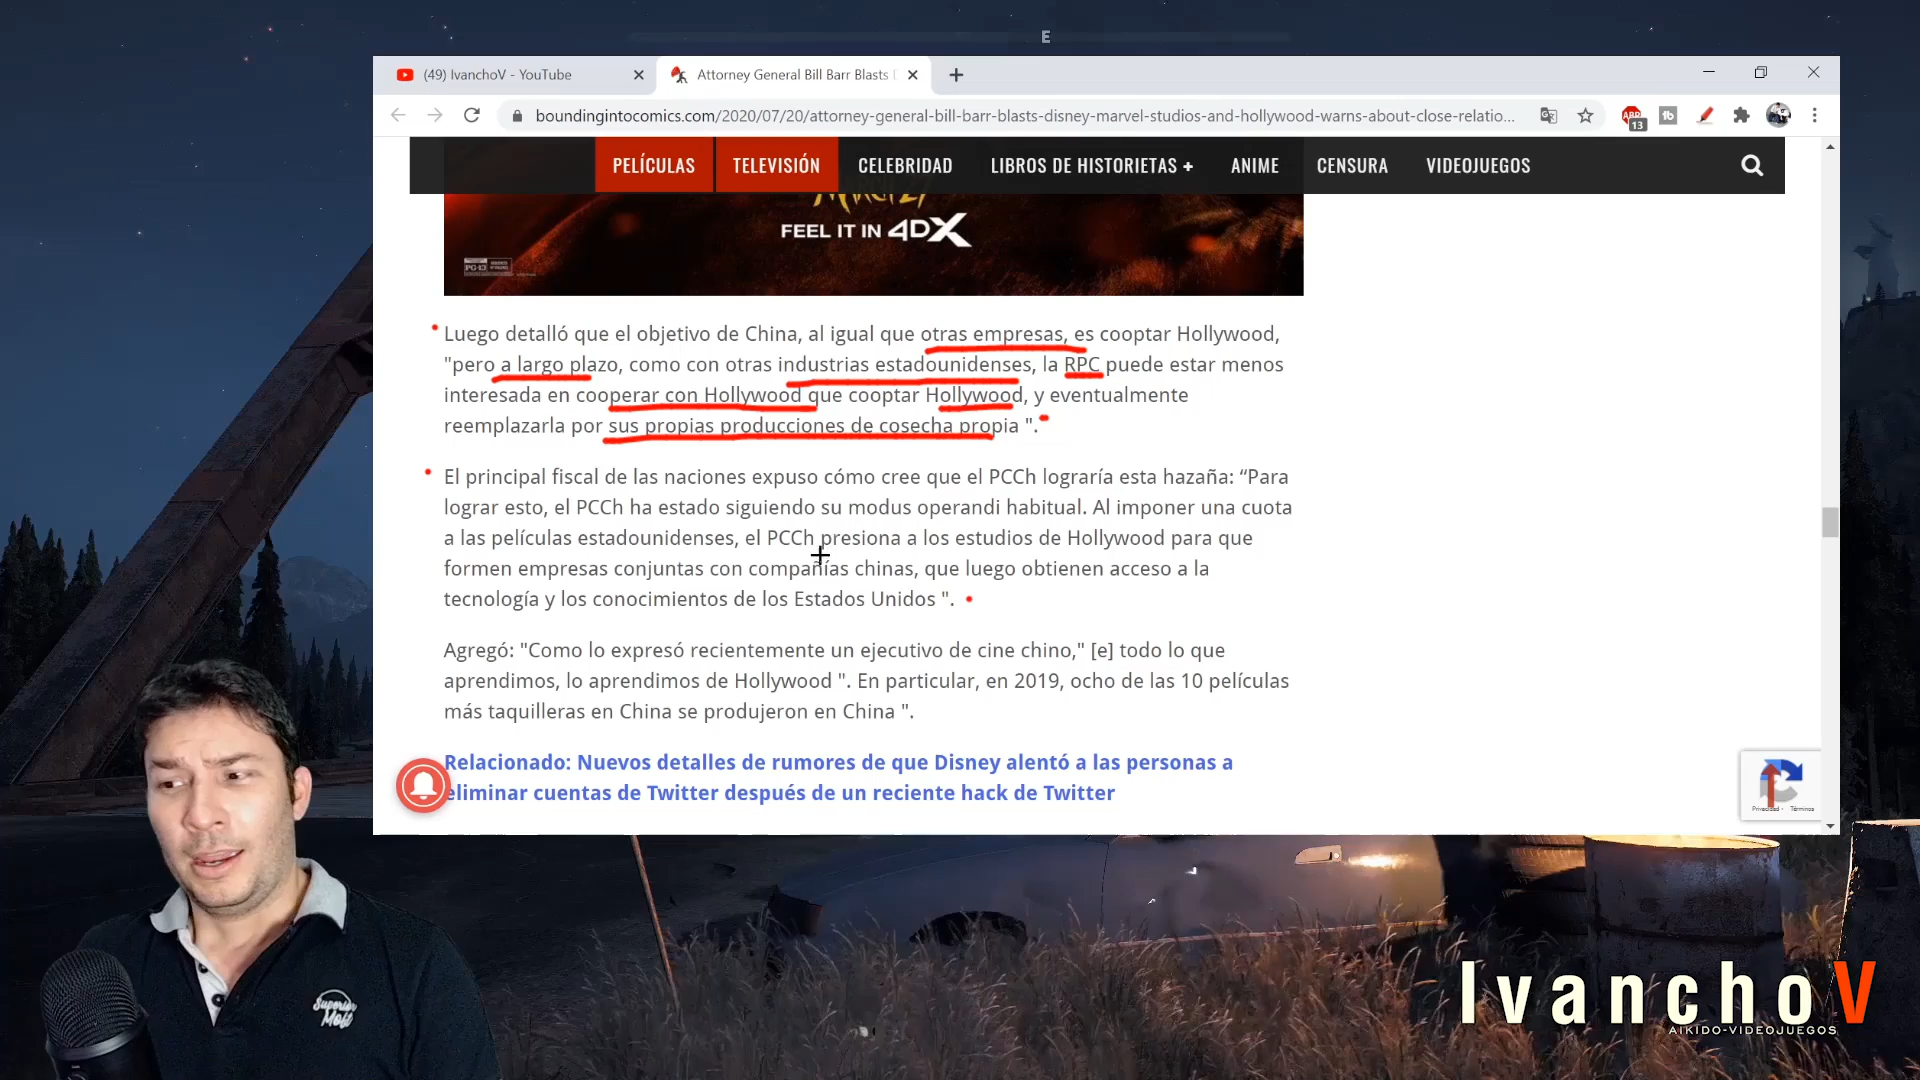 E
(49) IvanchoV - YouTube
Attorney General Bill Barr Blasts
boundingintocomics.com/2020/07/20/attorney-general-bill-barr-blasts-disney-marvel-studios-and-hollywood-warns-about-close-relatio...
ABP
13
tb
PELÍCULAS TELEVISIÓN CELEBRIDAD LIBROS DE HISTORIETAS + ANIME CENSURA VIDEOJUEGOS
FEEL IT IN 4DX
PG-13
Luego detalló que el objetivo de China, al igual que otras empresas, es cooptar Hollywood,
"pero a largo plazo, como con otras industrias estadounidenses, la RPC puede estar menos
interesada en cooperar con Hollywood que cooptar Hollywood, y eventualmente
reemplazarla por sus propias producciones de cosecha propia ".
El principal fiscal de las naciones expuso cómo cree que el PCCh lograría esta hazaña: “Para
lograr esto, el PCCh ha estado siguiendo su modus operandi habitual. Al imponer una cuota
a las películas estadounidenses, el PCCh presiona a los estudios de Hollywood para que
formen empresas conjuntas con compañías chinas, que luego obtienen acceso a la
tecnología y los conocimientos de los Estados Unidos ".
Agregó: "Como lo expresó recientemente un ejecutivo de cine chino," [e] todo lo que
aprendimos, lo aprendimos de Hollywood ". En particular, en 2019, ocho de las 10 películas
más taquilleras en China se produjeron en China ".
Relacionado: Nuevos detalles de rumores de que Disney alentó a las personas a
eliminar cuentas de Twitter después de un reciente hack de Twitter
Privacidad - Términos
Superior
Most
IvanchoV
AIKIDO-VIDEOJUEGOS